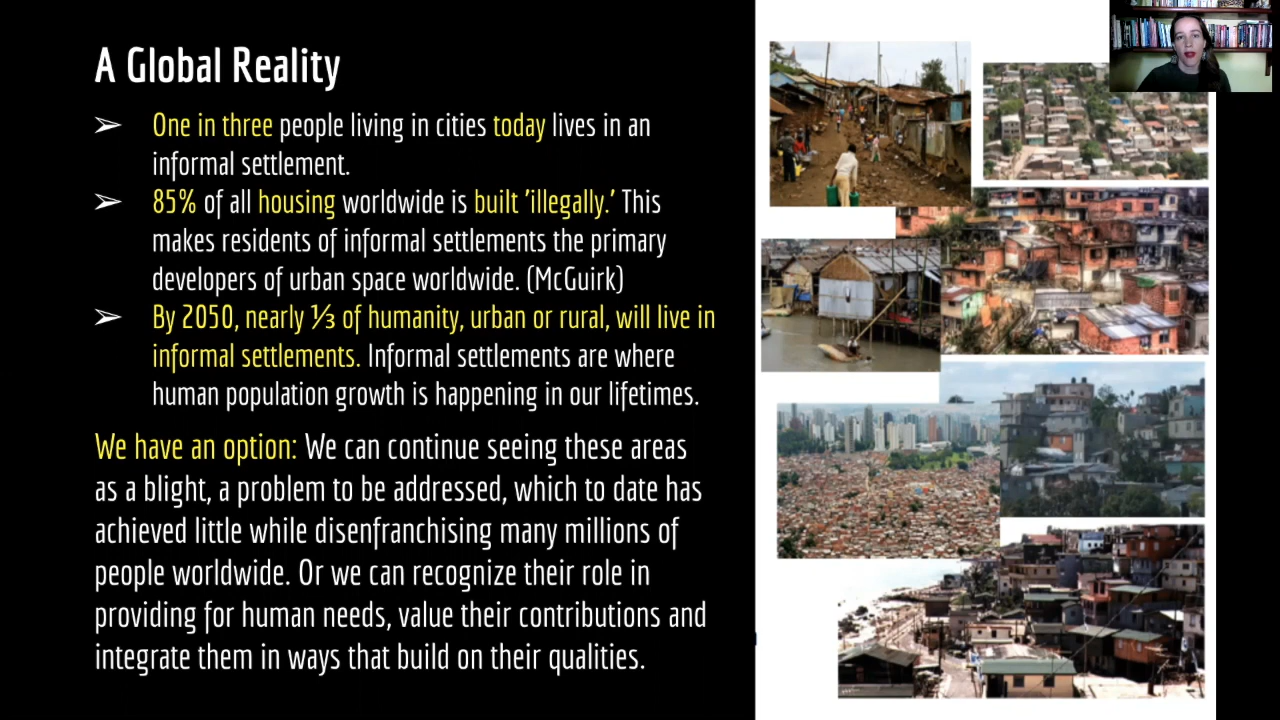 A Global Reality
➢ One in three people living in cities today lives in an
informal settlement.
➢ 85% of all housing worldwide is built 'illegally.' This
makes residents of informal settlements the primary
developers of urban space worldwide. (McGuirk)
➢ By 2050, nearly ⅓ of humanity, urban or rural, will live in
informal settlements. Informal settlements are where
human population growth is happening in our lifetimes.
We have an option: We can continue seeing these areas
as a blight, a problem to be addressed, which to date has
achieved little while disenfranchising many millions of
people worldwide. Or we can recognize their role in
providing for human needs, value their contributions and
integrate them in ways that build on their qualities.